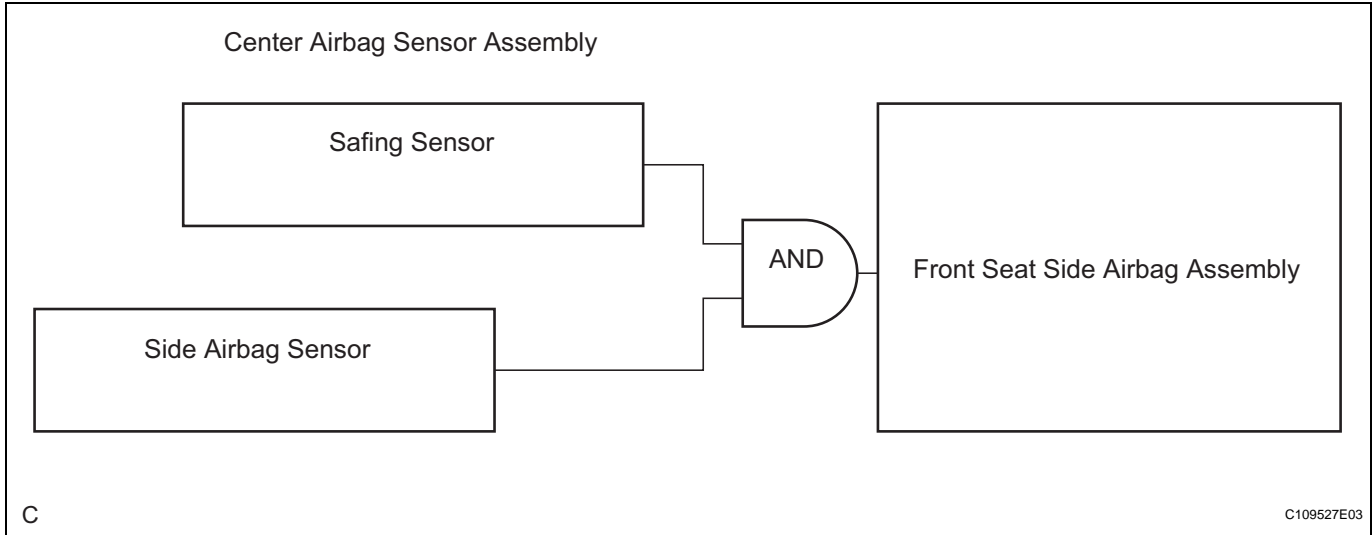 Center Airbag Sensor Assembly
Safing Sensor
AND
Front Seat Side Airbag Assembly
Side Airbag Sensor
C
C109527E03